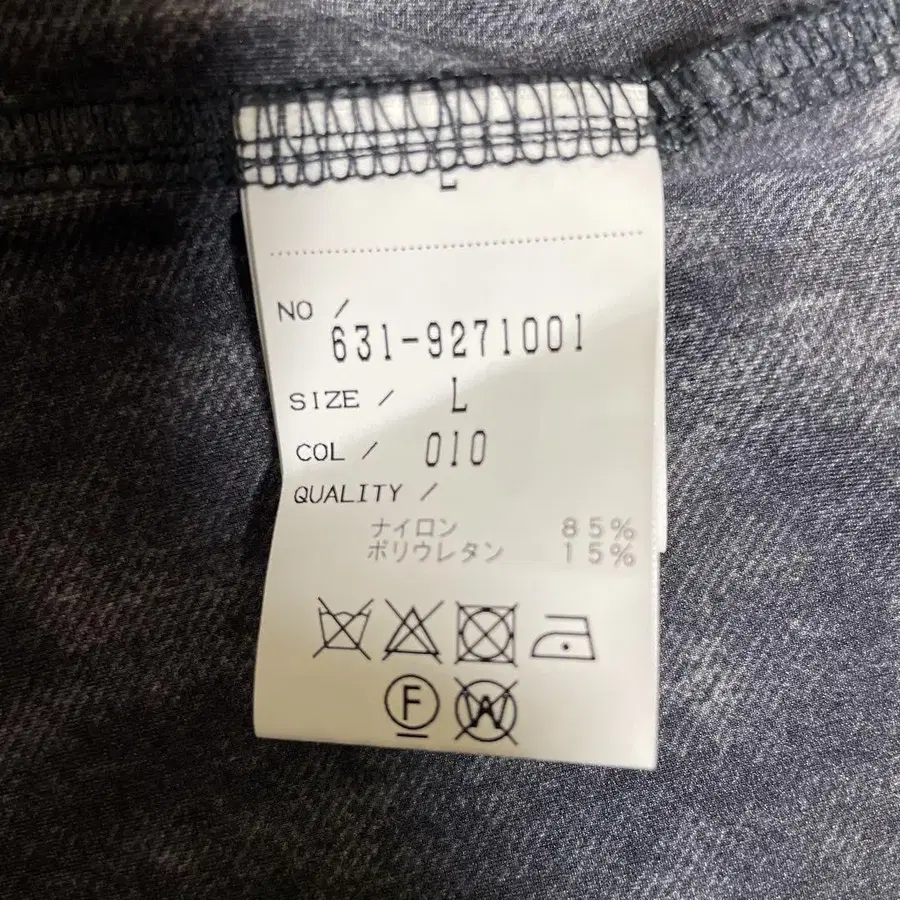 L
NO /
631-9271001
SIZE / L
COL / 010
QUALITY /
ナイロン 85%
ポリウレタン 15%
F
W